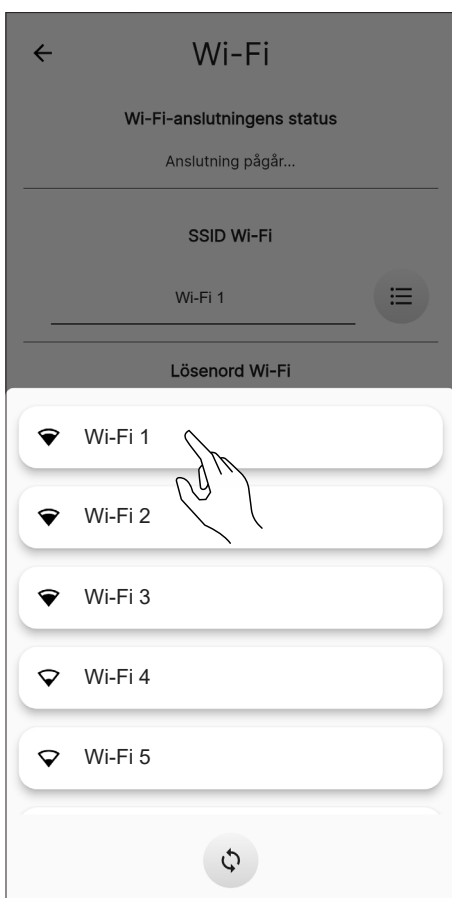 Wi-Fi
Wi-Fi-anslutningens status
Anslutning pågår...
SSID Wi-Fi
Wi-Fi 1
Lösenord Wi-Fi
Wi-Fi 1
Wi-Fi 2
Wi-Fi 3
Wi-Fi 4
Wi-Fi 5